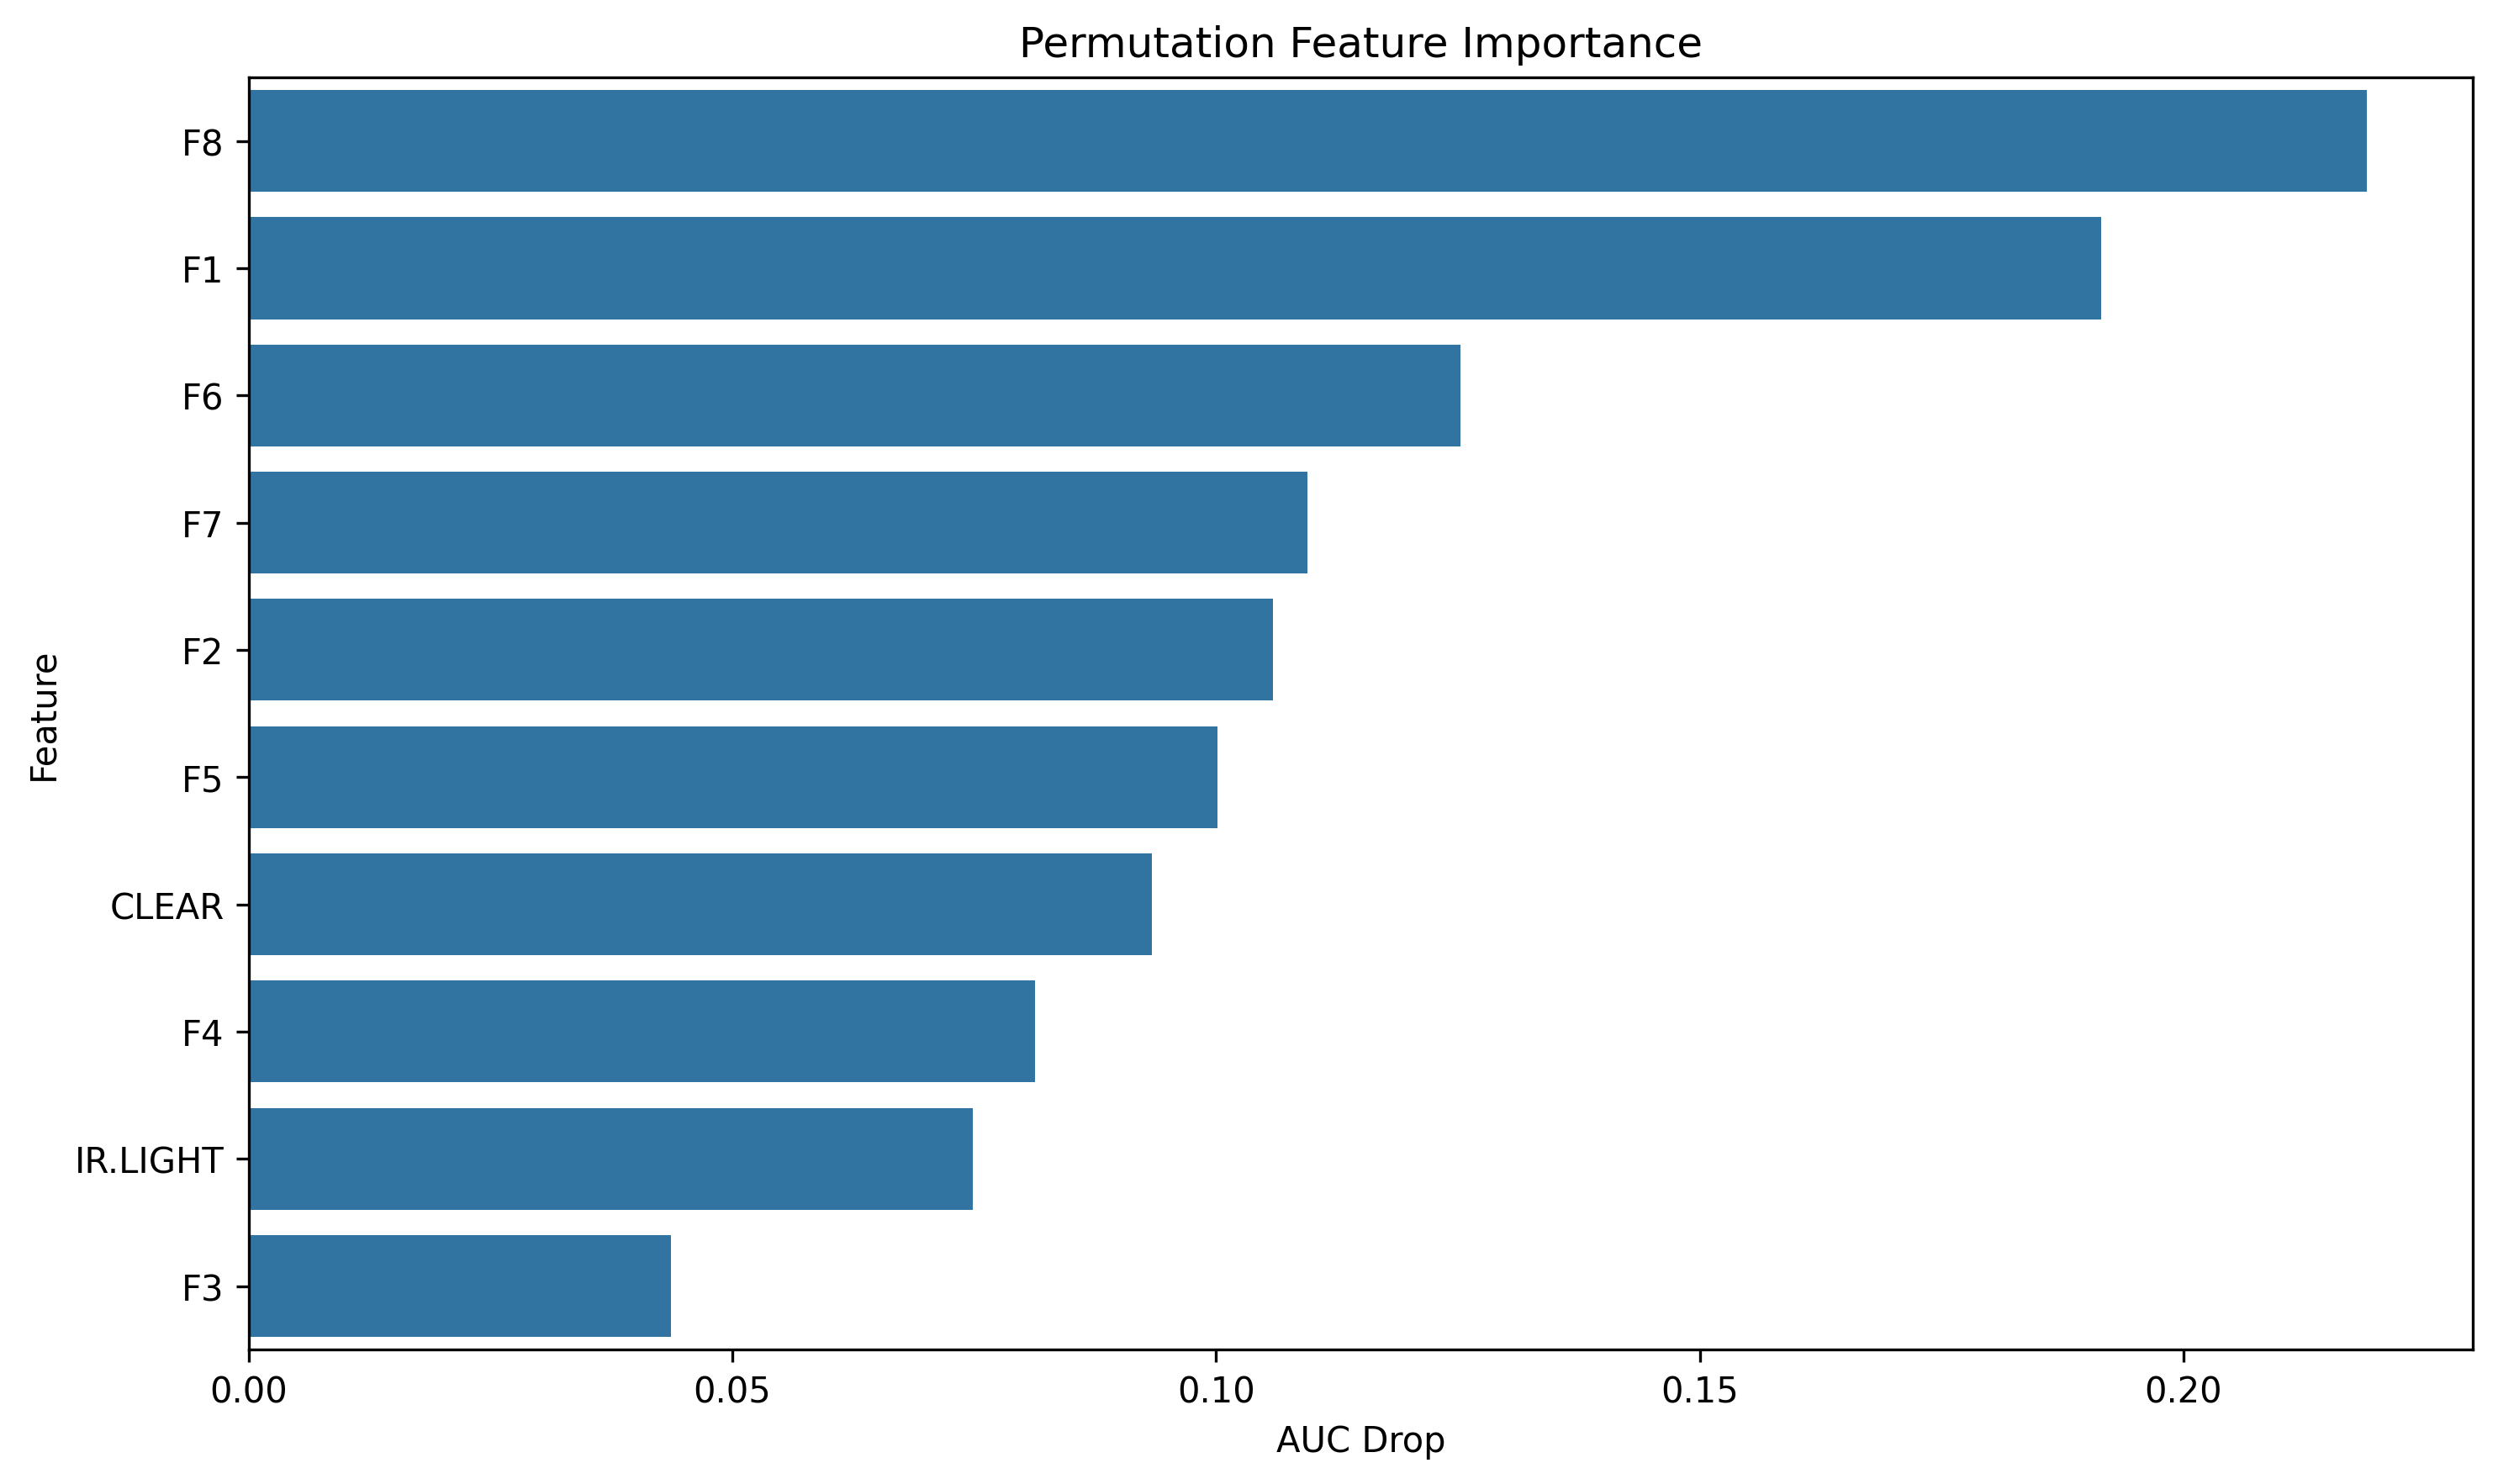 Permutation Feature Importance
Feature
F8
F1
F6
F7
F2
F5
CLEAR
F4
IR.LIGHT
F3
0.00 0.05 0.10 0.15 0.20
AUC Drop